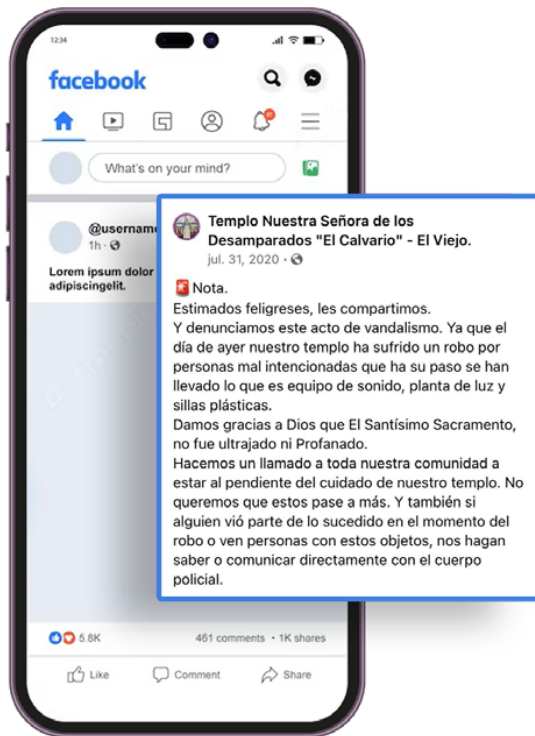 12:34
facebook
What's on your mind?
@usernam
1h ·
Lorem ipsum dolor
adipiscingelit.
Templo Nuestra Señora de los
Desamparados "El Calvario" - El Viejo.
jul. 31, 2020 ·
Nota.
Estimados feligreses, les compartimos.
Y denunciamos este acto de vandalismo. Ya que el
día de ayer nuestro templo ha sufrido un robo por
personas mal intencionadas que ha su paso se han
llevado lo que es equipo de sonido, planta de luz y
sillas plásticas.
Damos gracias a Dios que El Santísimo Sacramento,
no fue ultrajado ni Profanado.
Hacemos un llamado a toda nuestra comunidad a
estar al pendiente del cuidado de nuestro templo. No
queremos que estos pase a más. Y también si
alguien vió parte de lo sucedido en el momento del
robo o ven personas con estos objetos, nos hagan
saber o comunicar directamente con el cuerpo
policial.
5.8K 461 comments • 1K shares
Like Comment Share